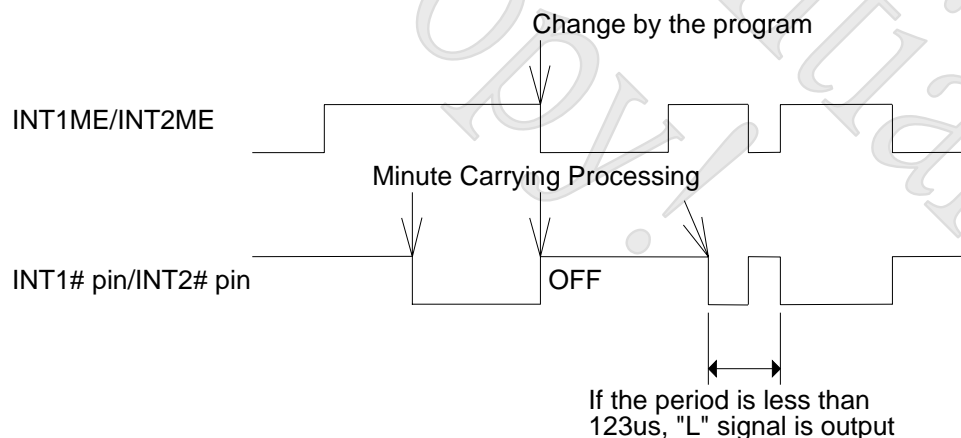 Change by the program
INT1ME/INT2ME
Minute Carrying Processing
INT1# pin/INT2# pin
OFF
If the period is less than
123us, "L" signal is output